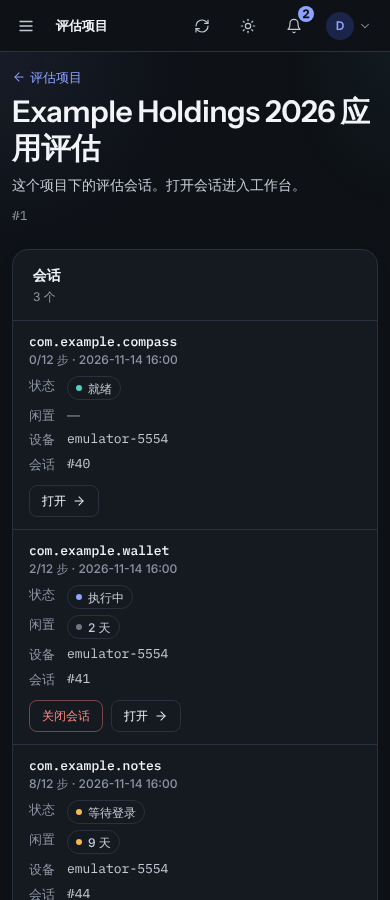 评估项目
2
D
评估项目
Example Holdings 2026 应
用评估
这个项目下的评估会话。打开会话进入工作台。
#1
会话
3 个
com.example.compass
0/12 步 · 2026-11-14 16:00
状态 就绪
闲置 —
设备 emulator-5554
会话 #40
打开
com.example.wallet
2/12 步 · 2026-11-14 16:00
状态 执行中
闲置 2 天
设备 emulator-5554
会话 #41
关闭会话 打开
com.example.notes
8/12 步 · 2026-11-14 16:00
状态 等待登录
闲置 9 天
设备 emulator-5554
会话 #44